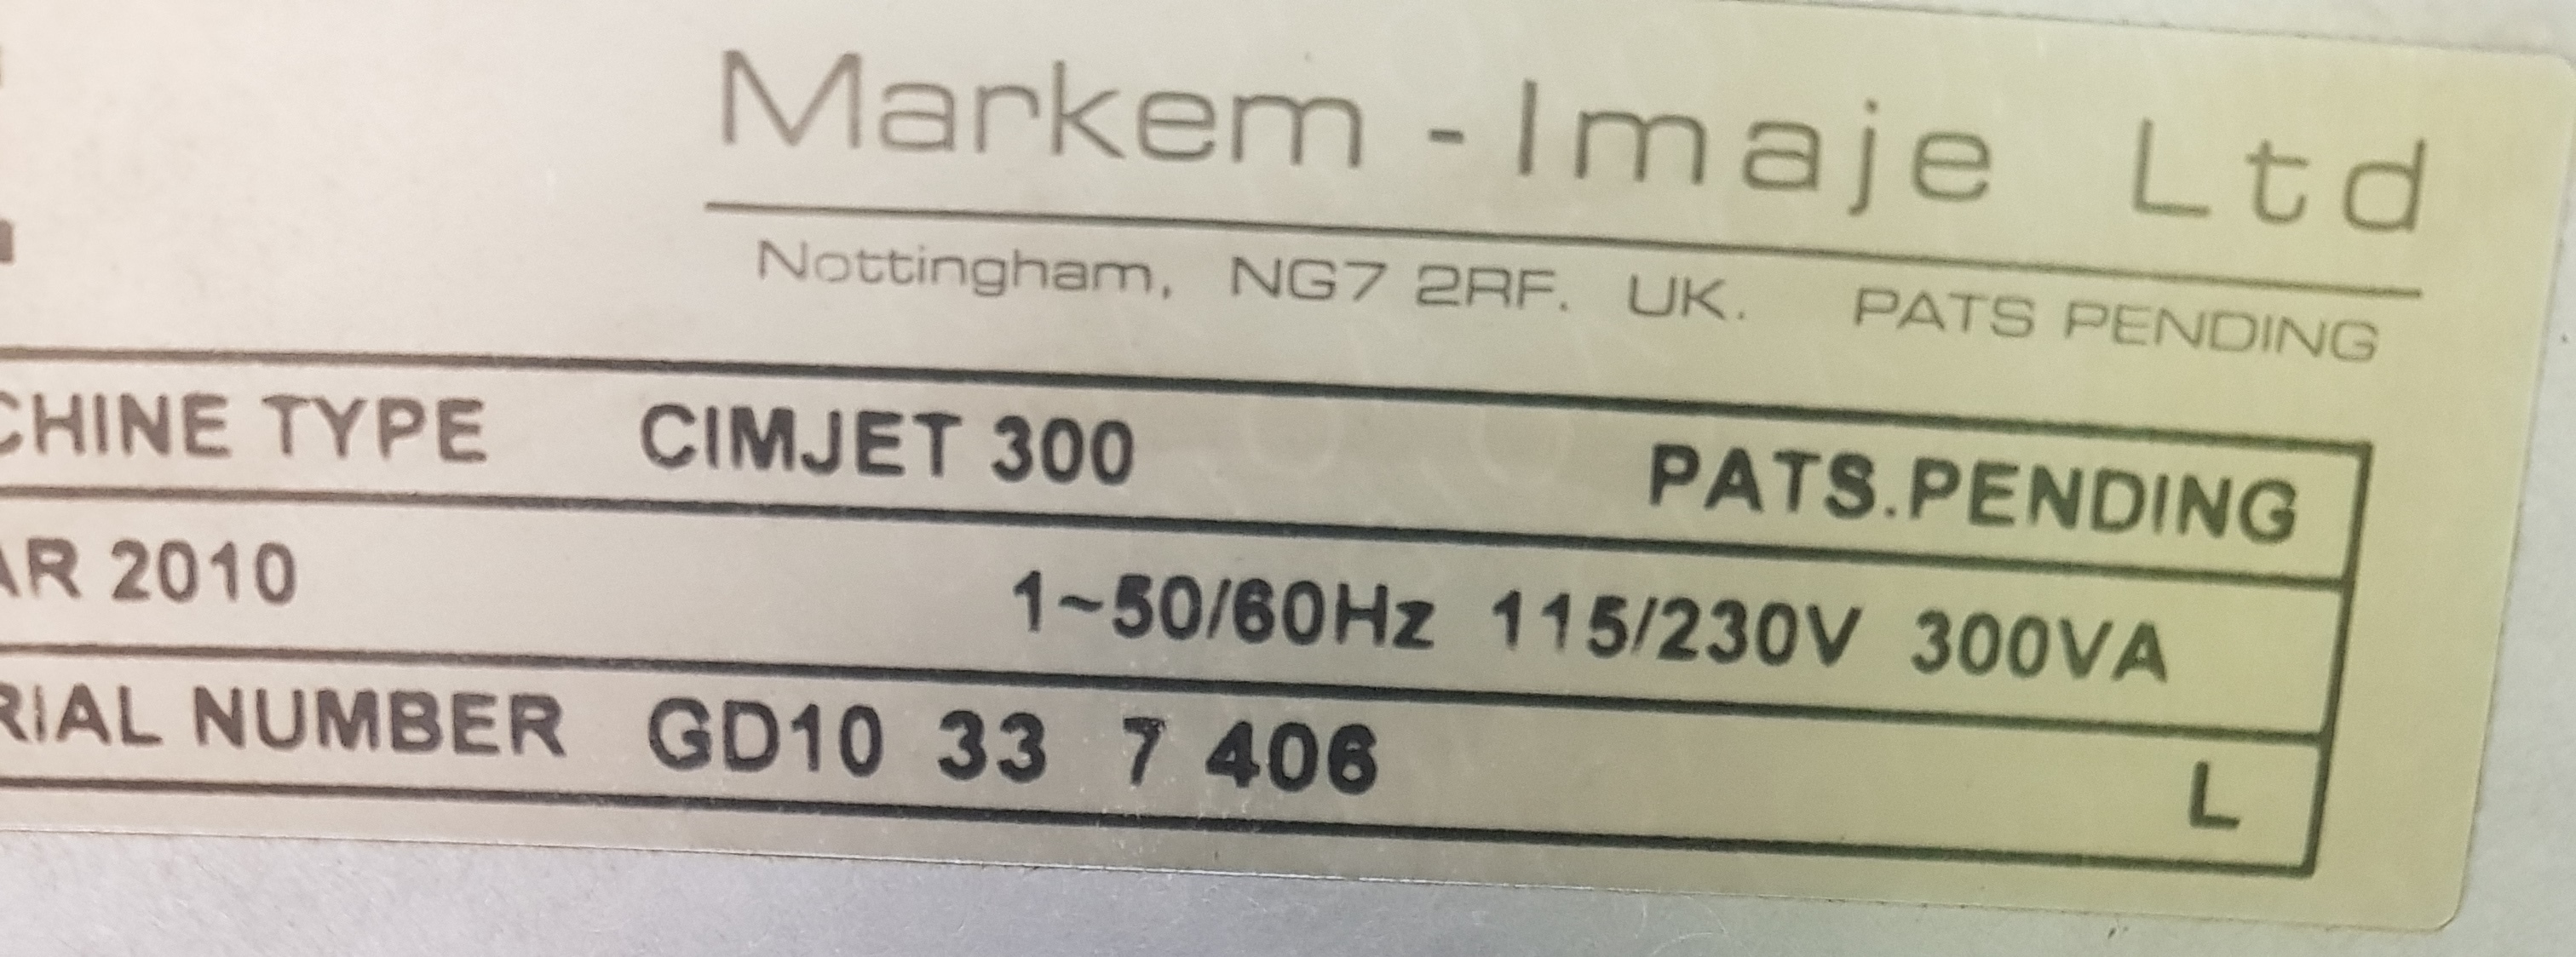 Markem - Imaje Ltd
Nottingham, NG7 2RF. UK. PATS PENDING
CHINE TYPE CIMJET 300 PATS.PENDING
AR 2010 1~50/60Hz 115/230V 300VA
RIAL NUMBER GD10 33 7 406 L